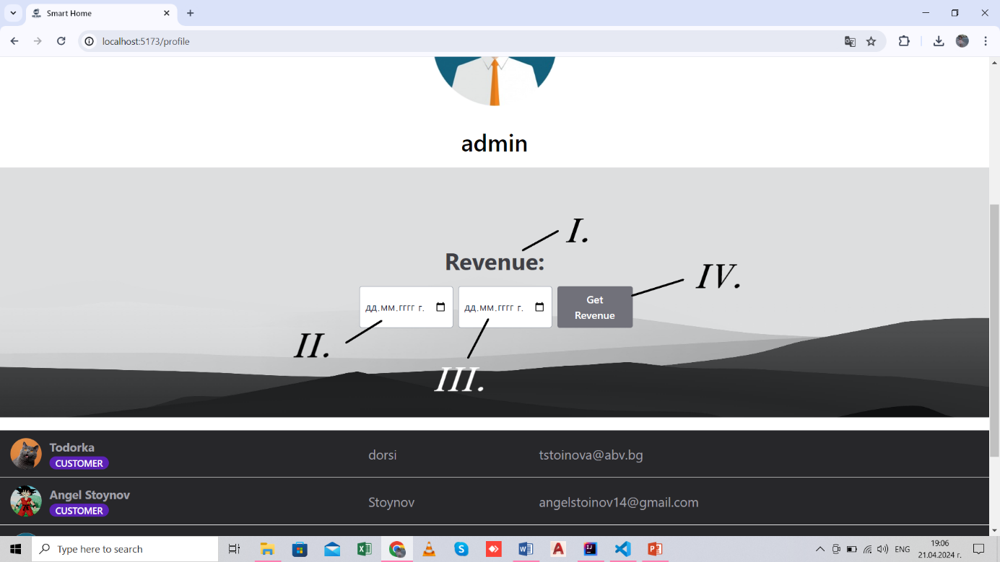 Smart Home
localhost:5173/profile
admin
I.
Revenue:
IV.
дд.мм.гггг г.
дд.мм.гггг г.
Get
Revenue
II.
III.
Todorka
CUSTOMER
dorsi
tstoinova@abv.bg
Angel Stoynov
CUSTOMER
Stoynov
angelstoinov14@gmail.com
Type here to search
ENG
19:06
21.04.2024 г.